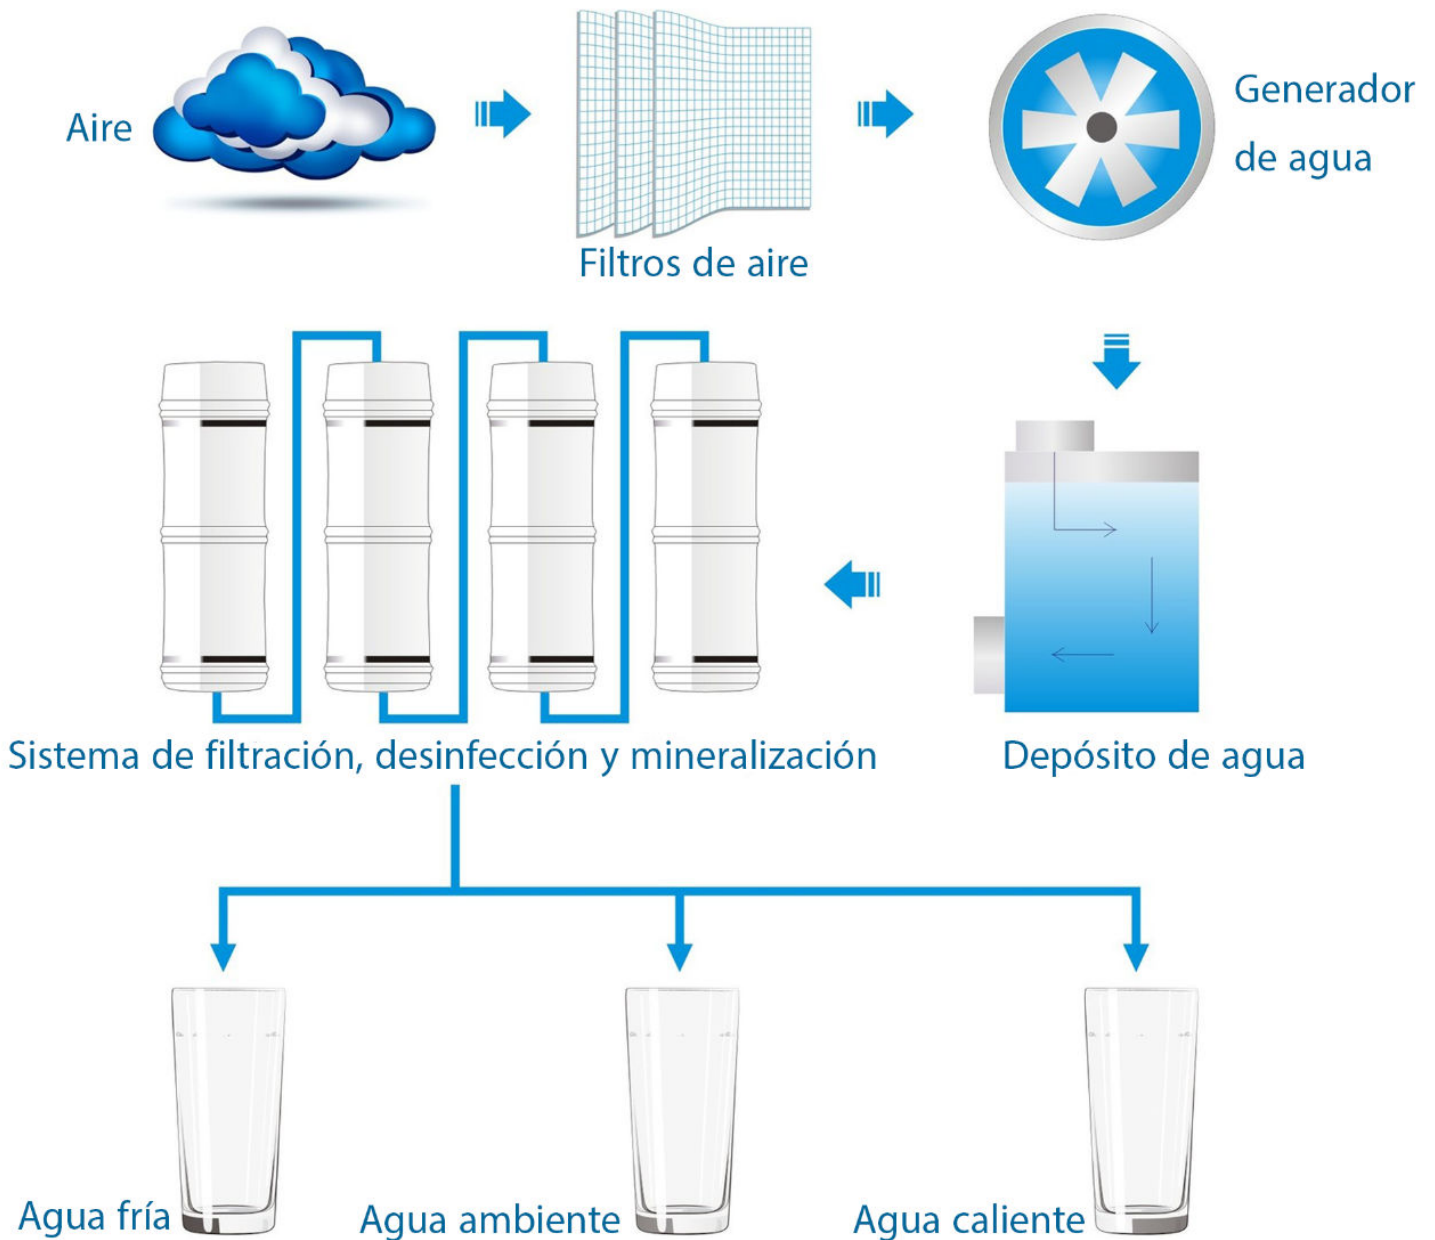 Aire
Filtros de aire
Generador
de agua
Sistema de filtración, desinfección y mineralización
Depósito de agua
Agua fría
Agua ambiente
Agua caliente